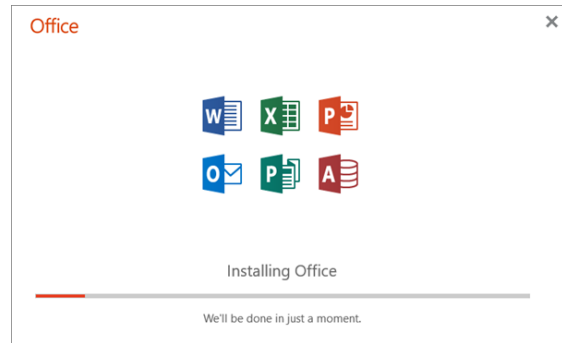 Office
W X P
O P A
Installing Office
We'll be done in just a moment.